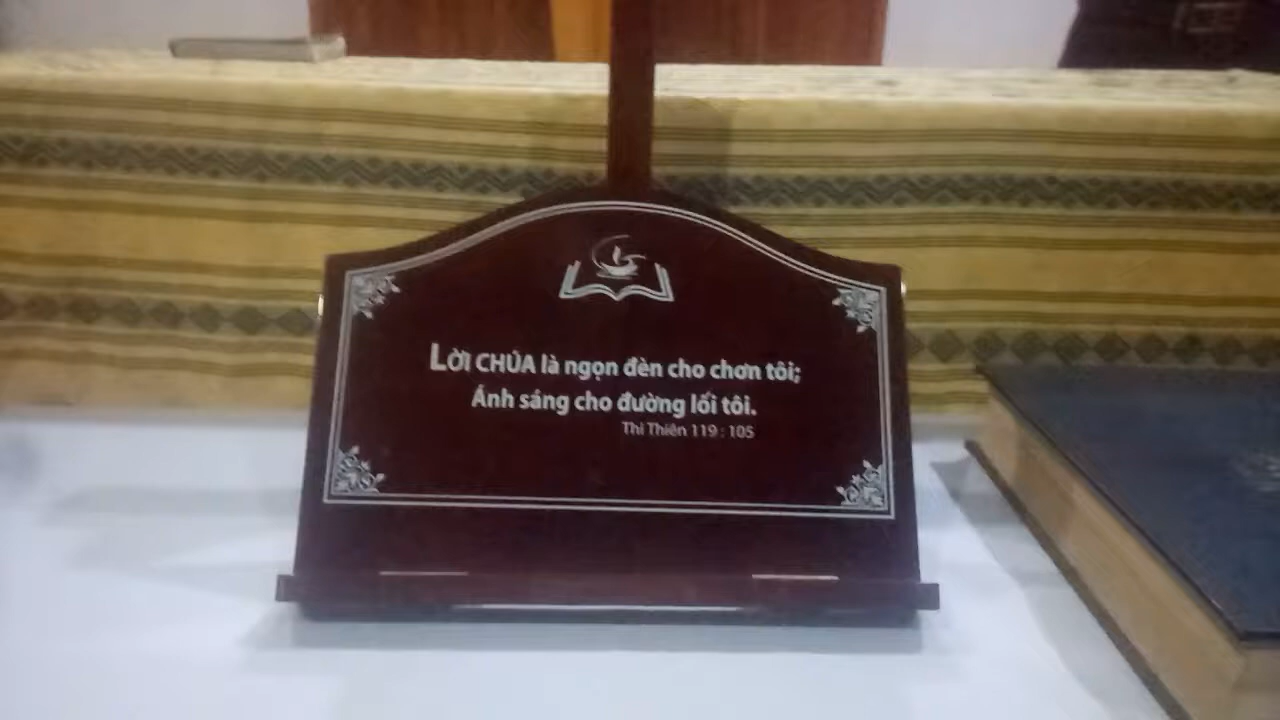 LỜI CHÚA là ngọn đèn cho chơn tôi;
Ánh sáng cho đường lối tôi.
Thi Thiên 119 : 105